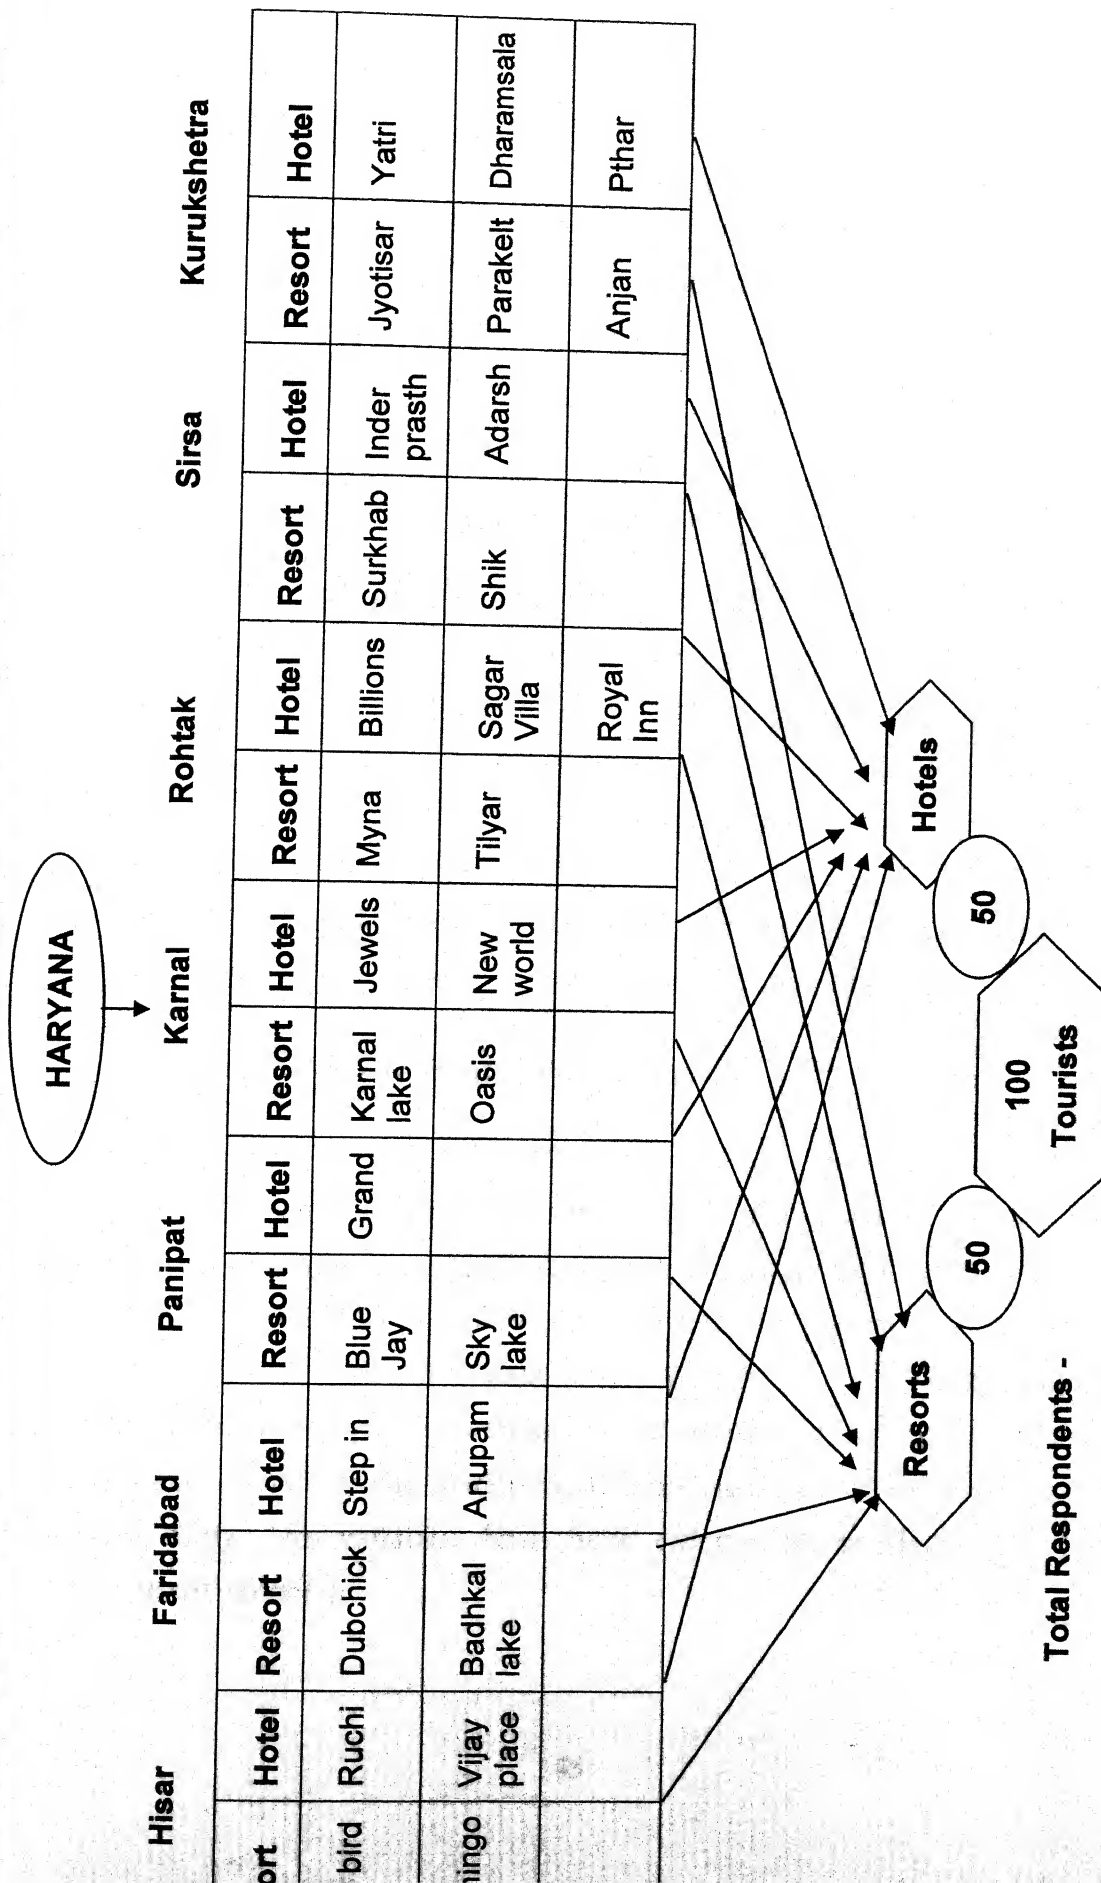 HARYANA
Hisar Faridabad Panipat Karnal Rohtak Sirsa Kurukshetra
ort Hotel Resort Hotel Resort Hotel Resort Hotel Resort Hotel Resort Hotel Resort Hotel
bird Ruchi Dubchick Step in Blue Jay Grand Karnal lake Jewels Myna Billions Surkhab Inder prasth Jyotisar Yatri
ningo Vijay place Badhkal lake Anupam Sky lake Oasis New world Tilyar Sagar Villa Shik Adarsh Parakelt Dharamsala
Royal Inn Anjan Pthar
Resorts Hotels
50 50
100
Total Respondents - Tourists